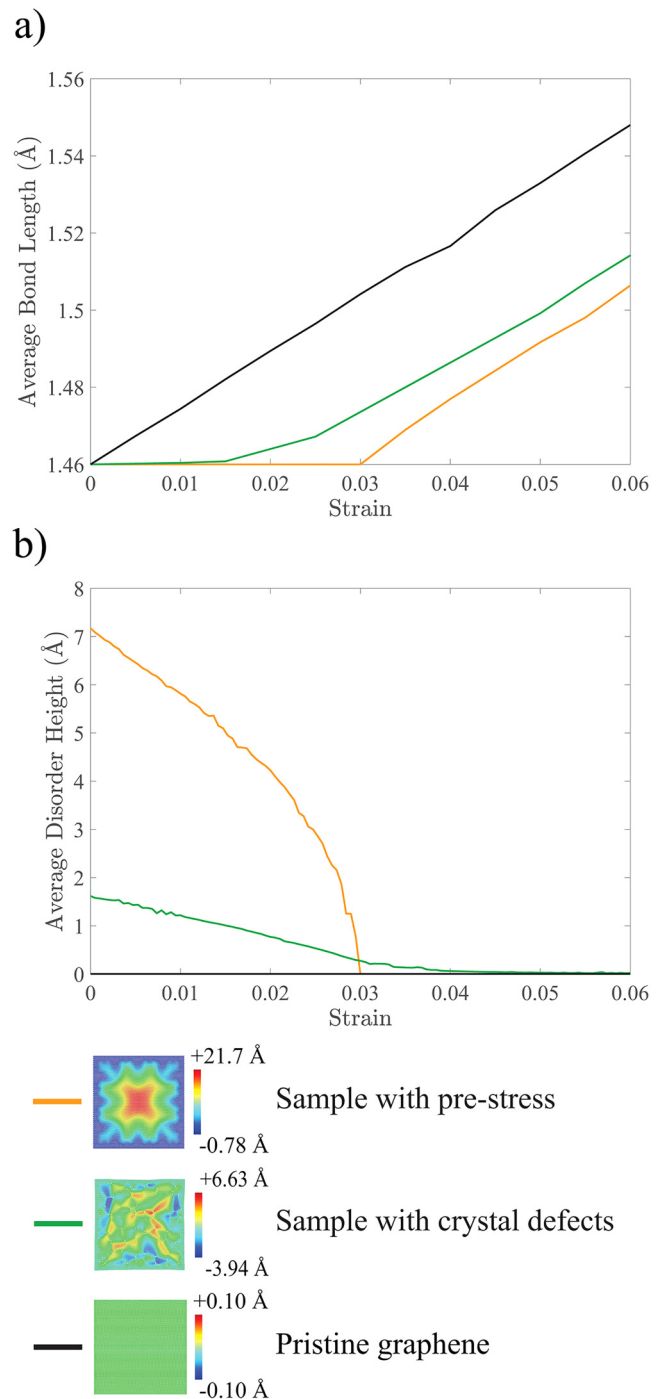 a)
1.56
1.54
1.52
1.5
1.48
1.46
Average Bond Length (Å)
0 0.01 0.02 0.03 0.04 0.05 0.06
Strain
b)
8
7
6
5
4
3
2
1
0
Average Disorder Height (Å)
0 0.01 0.02 0.03 0.04 0.05 0.06
Strain
+21.7 Å
Sample with pre-stress
-0.78 Å
+6.63 Å
Sample with crystal defects
-3.94 Å
+0.10 Å
Pristine graphene
-0.10 Å